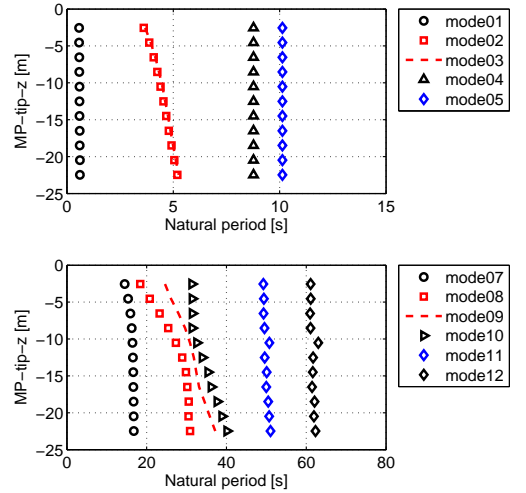 0
−5
−10
−15
−20
−25
MP−tip−z [m]
0 5 10 15
Natural period [s]
mode01
mode02
mode03
mode04
mode05
0
−5
−10
−15
−20
−25
MP−tip−z [m]
0 20 40 60 80
Natural period [s]
mode07
mode08
mode09
mode10
mode11
mode12